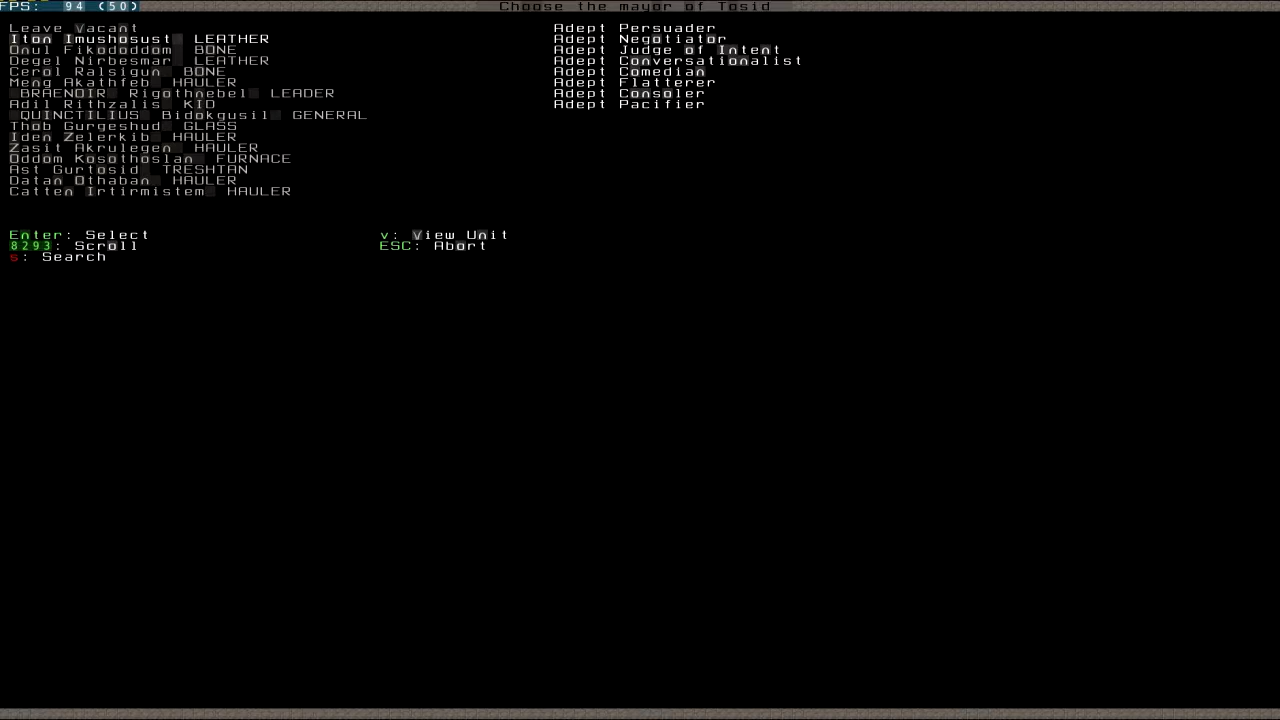 FPS: 94 (50)
Choose the mayor of Tosid
Leave Vacant
Iton Imushosust LEATHER
Onul Fikododdom BONE
Degel Nirbesmar LEATHER
Cerol Ralsigun BONE
Meng Akathfeb HAULER
BRAENDIR Rigothnebel LEADER
Adil Rithzalis KID
QUINCTILIUS Bidokgusil GENERAL
Thob Gurgeshud GLASS
Iden Zelerkib HAULER
Zasit Akrulegen HAULER
Oddom Kosothoslan FURNACE
Ast Gurtosid TRESHTAN
Datan Othaban HAULER
Catten Irtirmistem HAULER
Adept Persuader
Adept Negotiator
Adept Judge of Intent
Adept Conversationalist
Adept Comedian
Adept Flatterer
Adept Consoler
Adept Pacifier
Enter: Select
v: View Unit
8293: Scroll
ESC: Abort
s: Search